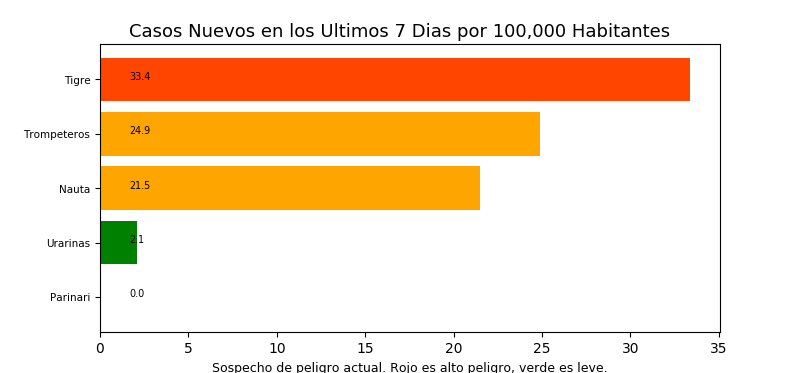 Casos Nuevos en los Ultimos 7 Dias por 100,000 Habitantes
Tigre 33.4
Trompeteros 24.9
Nauta 21.5
Urarinas 2.1
Parinari 0.0
0 5 10 15 20 25 30 35
Sospecho de peligro actual. Rojo es alto peligro, verde es leve.